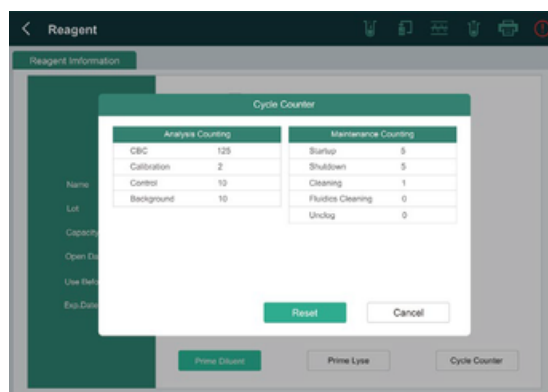 Reagent
Reagent Imformation
Cycle Counter
Analysis Counting
CBC 125
Calibration 2
Control 10
Background 10
Maintenance Counting
Startup 5
Shutdown 5
Cleaning 1
Fluidics Cleaning 0
Unclog 0
Name
Lot
Capacity
Open Da
Use Befo
Exp.Date
Reset
Cancel
Prime Diluent
Prime Lyse
Cycle Counter